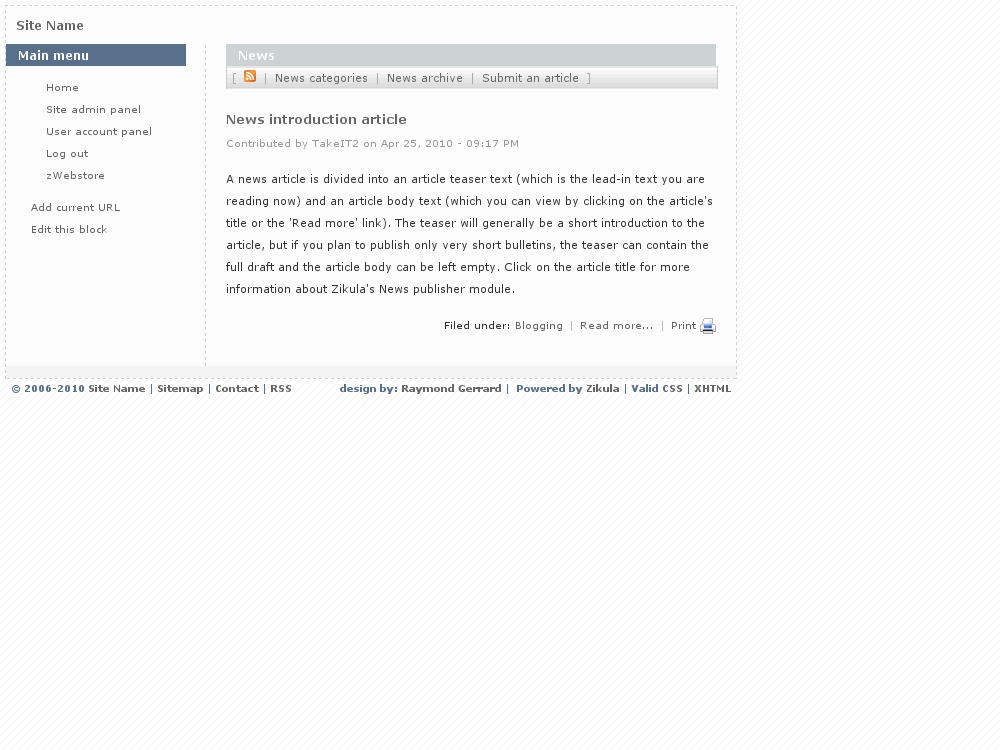 Site Name
Main menu
Home
Site admin panel
User account panel
Log out
zWebstore
Add current URL
Edit this block
News
[ | News categories | News archive | Submit an article ]
News introduction article
Contributed by TakeIT2 on Apr 25, 2010 - 09:17 PM
A news article is divided into an article teaser text (which is the lead-in text you are
reading now) and an article body text (which you can view by clicking on the article's
title or the 'Read more' link). The teaser will generally be a short introduction to the
article, but if you plan to publish only very short bulletins, the teaser can contain the
full draft and the article body can be left empty. Click on the article title for more
information about Zikula's News publisher module.
Filed under: Blogging | Read more... | Print
© 2006-2010 Site Name | Sitemap | Contact | RSS design by: Raymond Gerrard | Powered by Zikula | Valid CSS | XHTML